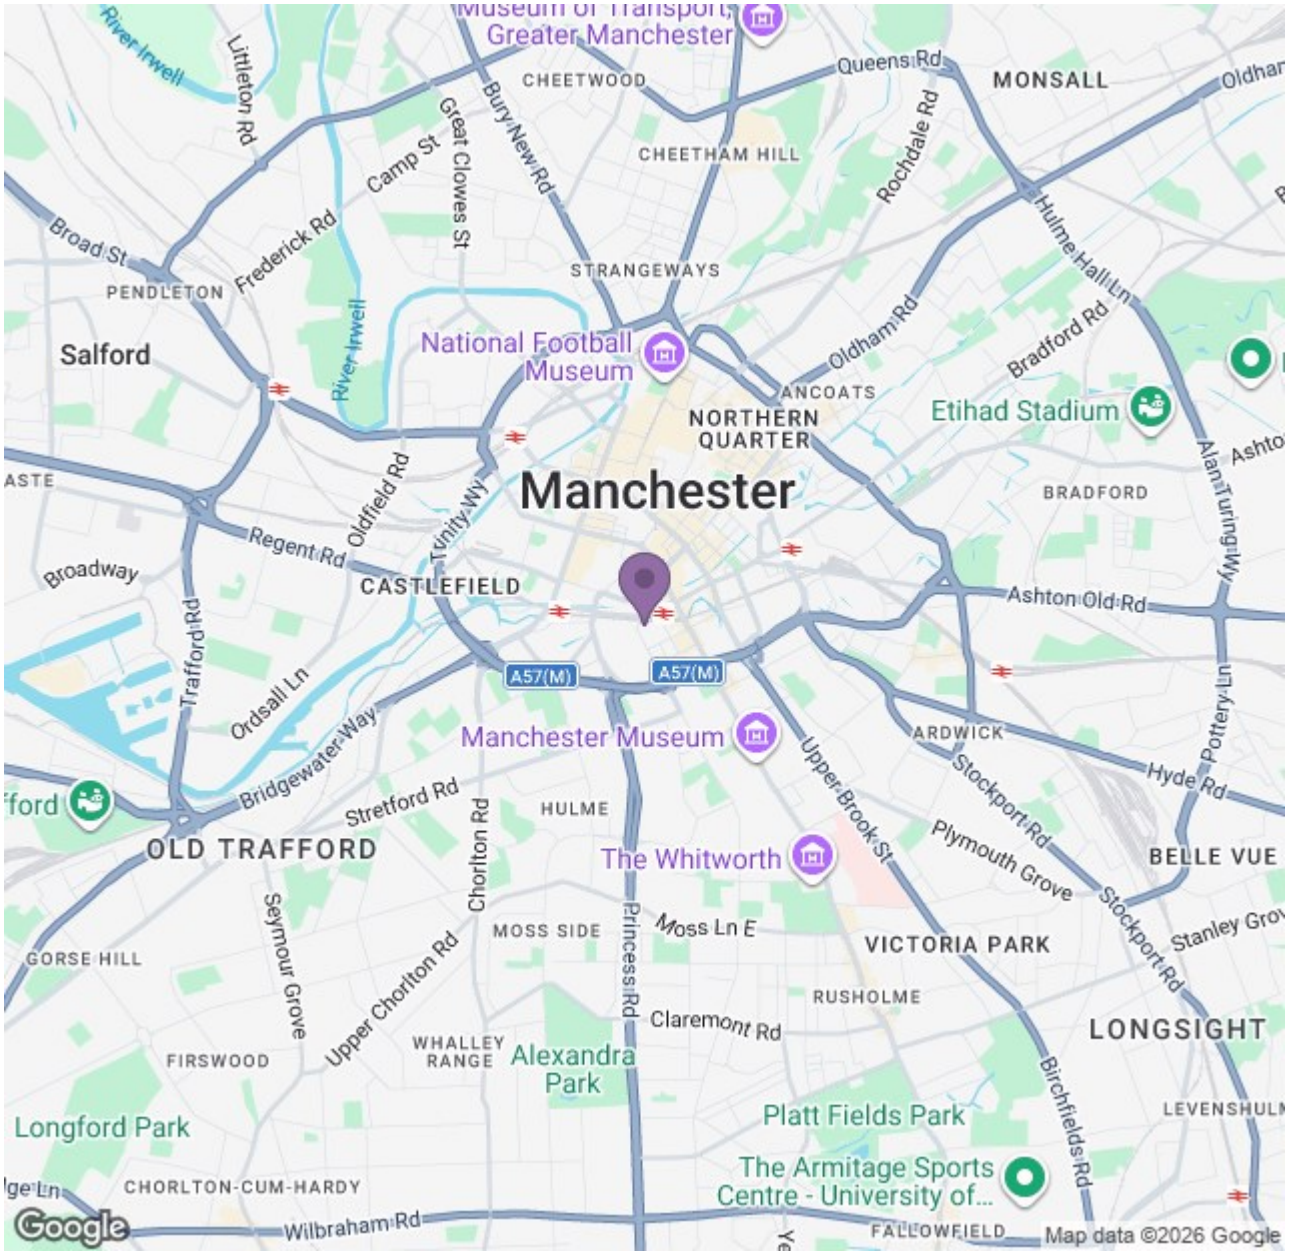 Museum of Transport,
Greater Manchester
River Irwell
Littleton Rd
CHEETWOOD
Queens Rd
MONSALL
Bury New Rd
Great Clowes St
Camp St
CHEETHAM HILL
Rochdale Rd
Broad St
Frederick Rd
Hulme Hall Ln
STRANGEWAYS
PENDLETON
River Irwell
Salford
National Football
Museum
Oldham Rd
Bradford Rd
ANCOATS
Etihad Stadium
NORTHERN
QUARTER
Oldfield Rd
Manchester
BRADFORD
Alan Turing Wy
Trinity Wy
Regent Rd
Broadway
CASTLEFIELD
Ashton Old Rd
Trafford Rd
A57(M)
A57(M)
Ordsall Ln
Pottery Ln
Bridgewater Way
Manchester Museum
ARDWICK
Upper Brook St
Hyde Rd
Stretford Rd
HULME
Stockport Rd
OLD TRAFFORD
Chorlton Rd
The Whitworth
Plymouth Grove
BELLE VUE
Seymour Grove
Princess Rd
Moss Ln E
MOSS SIDE
VICTORIA PARK
Stockport Rd
GORSE HILL
Upper Chorlton Rd
RUSHOLME
Claremont Rd
LONGSIGHT
FIRSWOOD
WHALLEY
RANGE
Alexandra
Park
Birchfields Rd
Longford Park
Platt Fields Park
The Armitage Sports
Centre - University of...
CHORLTON-CUM-HARDY
Wilbraham Rd
FALLOWFIELD
Google
Map data ©2026 Google